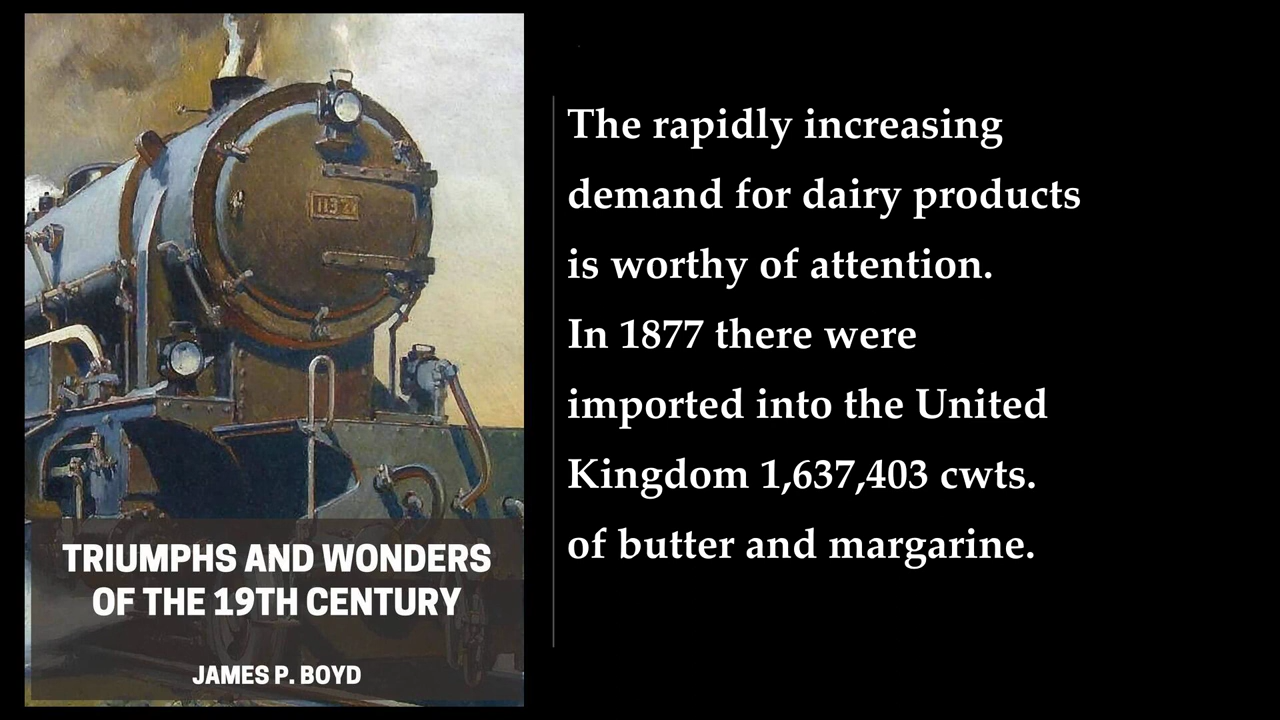 TRIUMPHS AND WONDERS
OF THE 19TH CENTURY
JAMES P. BOYD
The rapidly increasing
demand for dairy products
is worthy of attention.
In 1877 there were
imported into the United
Kingdom 1,637,403 cwts.
of butter and margarine.